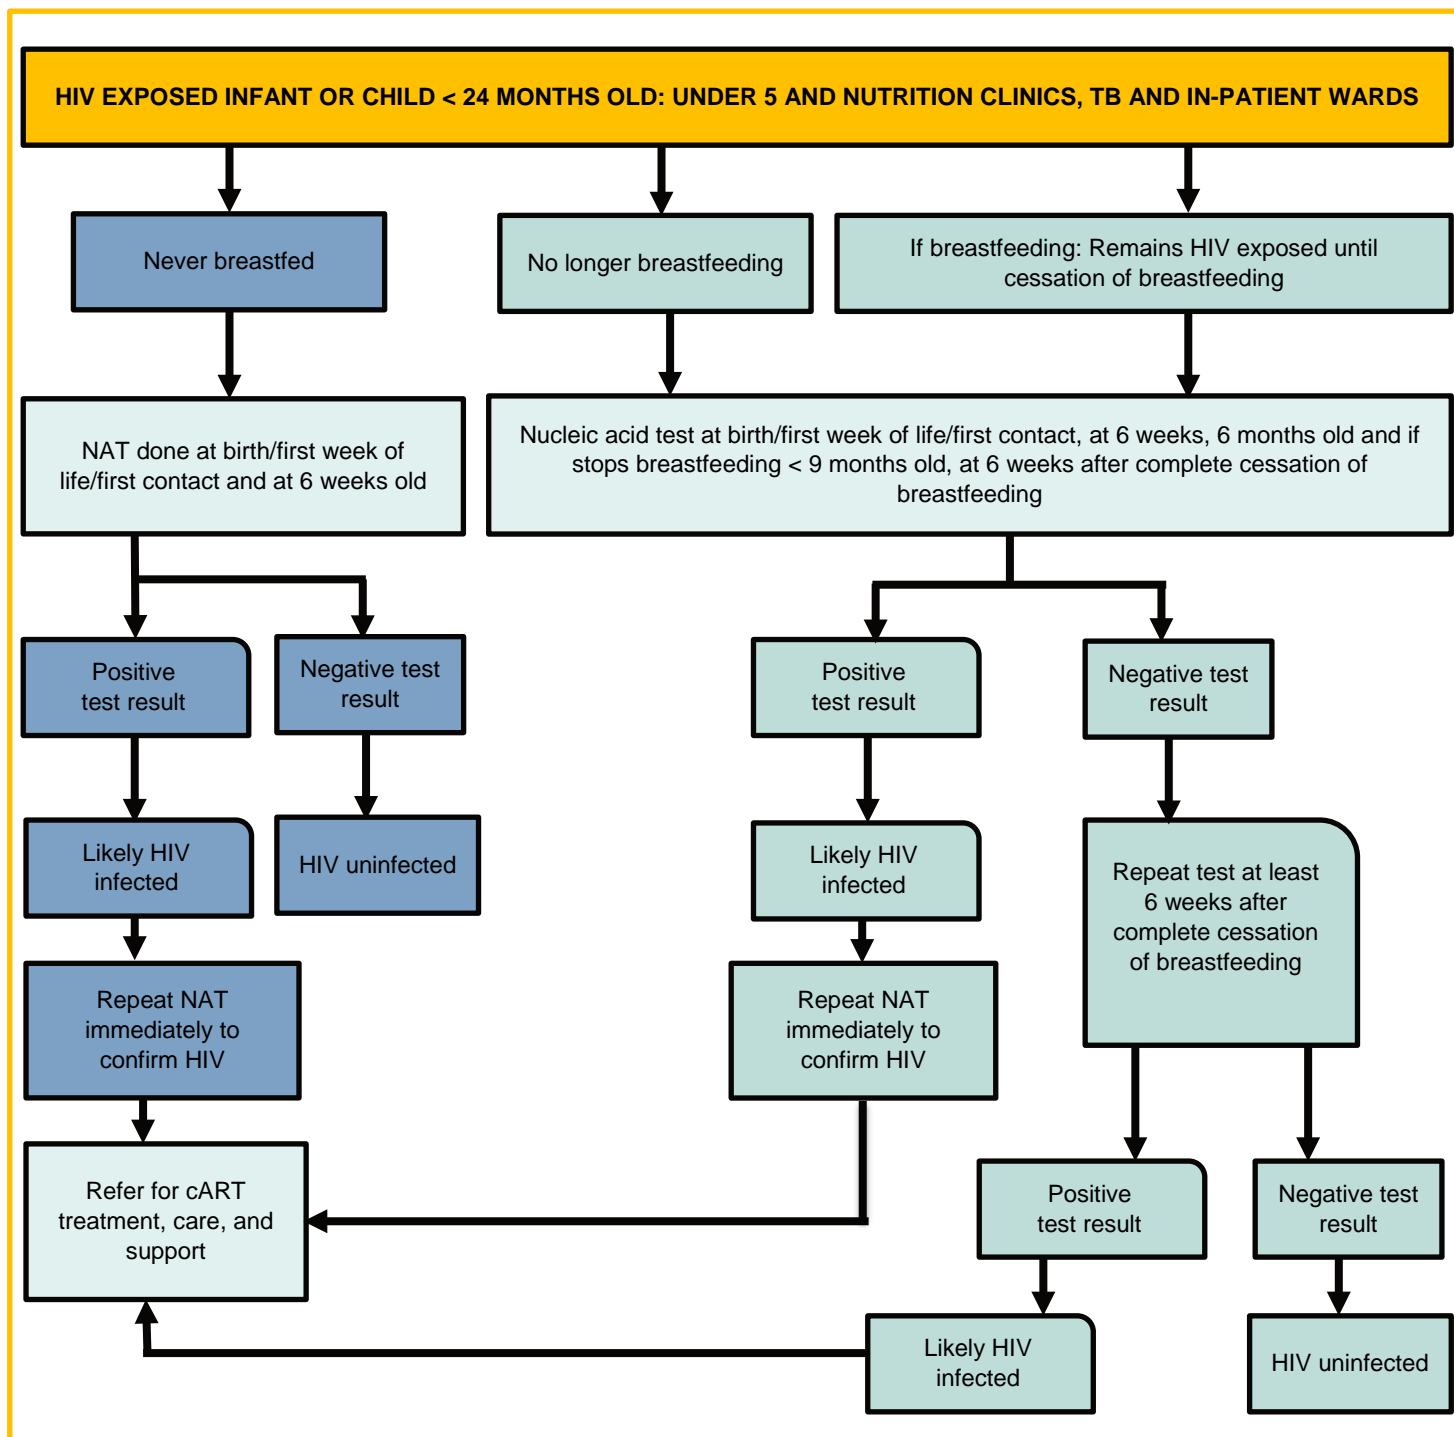 HIV EXPOSED INFANT OR CHILD < 24 MONTHS OLD: UNDER 5 AND NUTRITION CLINICS, TB AND IN-PATIENT WARDS
Never breastfed
No longer breastfeeding
If breastfeeding: Remains HIV exposed until
cessation of breastfeeding
NAT done at birth/first week of
life/first contact and at 6 weeks old
Nucleic acid test at birth/first week of life/first contact, at 6 weeks, 6 months old and if
stops breastfeeding < 9 months old, at 6 weeks after complete cessation of
breastfeeding
Positive
test result
Negative test
result
Positive
test result
Negative test
result
Likely HIV
infected
HIV uninfected
Likely HIV
infected
Repeat test at least
6 weeks after
complete cessation
of breastfeeding
Repeat NAT
immediately to
confirm HIV
Repeat NAT
immediately to
confirm HIV
Refer for cART
treatment, care, and
support
Positive
test result
Negative test
result
Likely HIV
infected
HIV uninfected